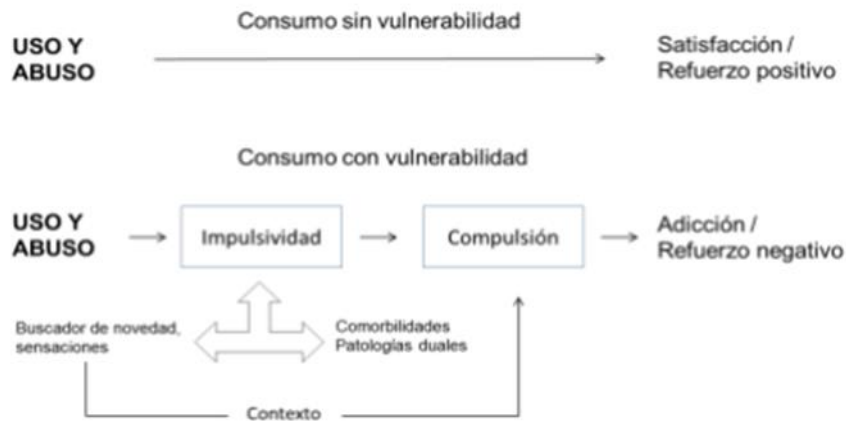 Consumo sin vulnerabilidad
USO Y
ABUSO
Satisfacción /
Refuerzo positivo
Consumo con vulnerabilidad
USO Y
ABUSO
Impulsividad
Compulsión
Adicción /
Refuerzo negativo
Buscador de novedad,
sensaciones
Comorbilidades
Patologías duales
Contexto